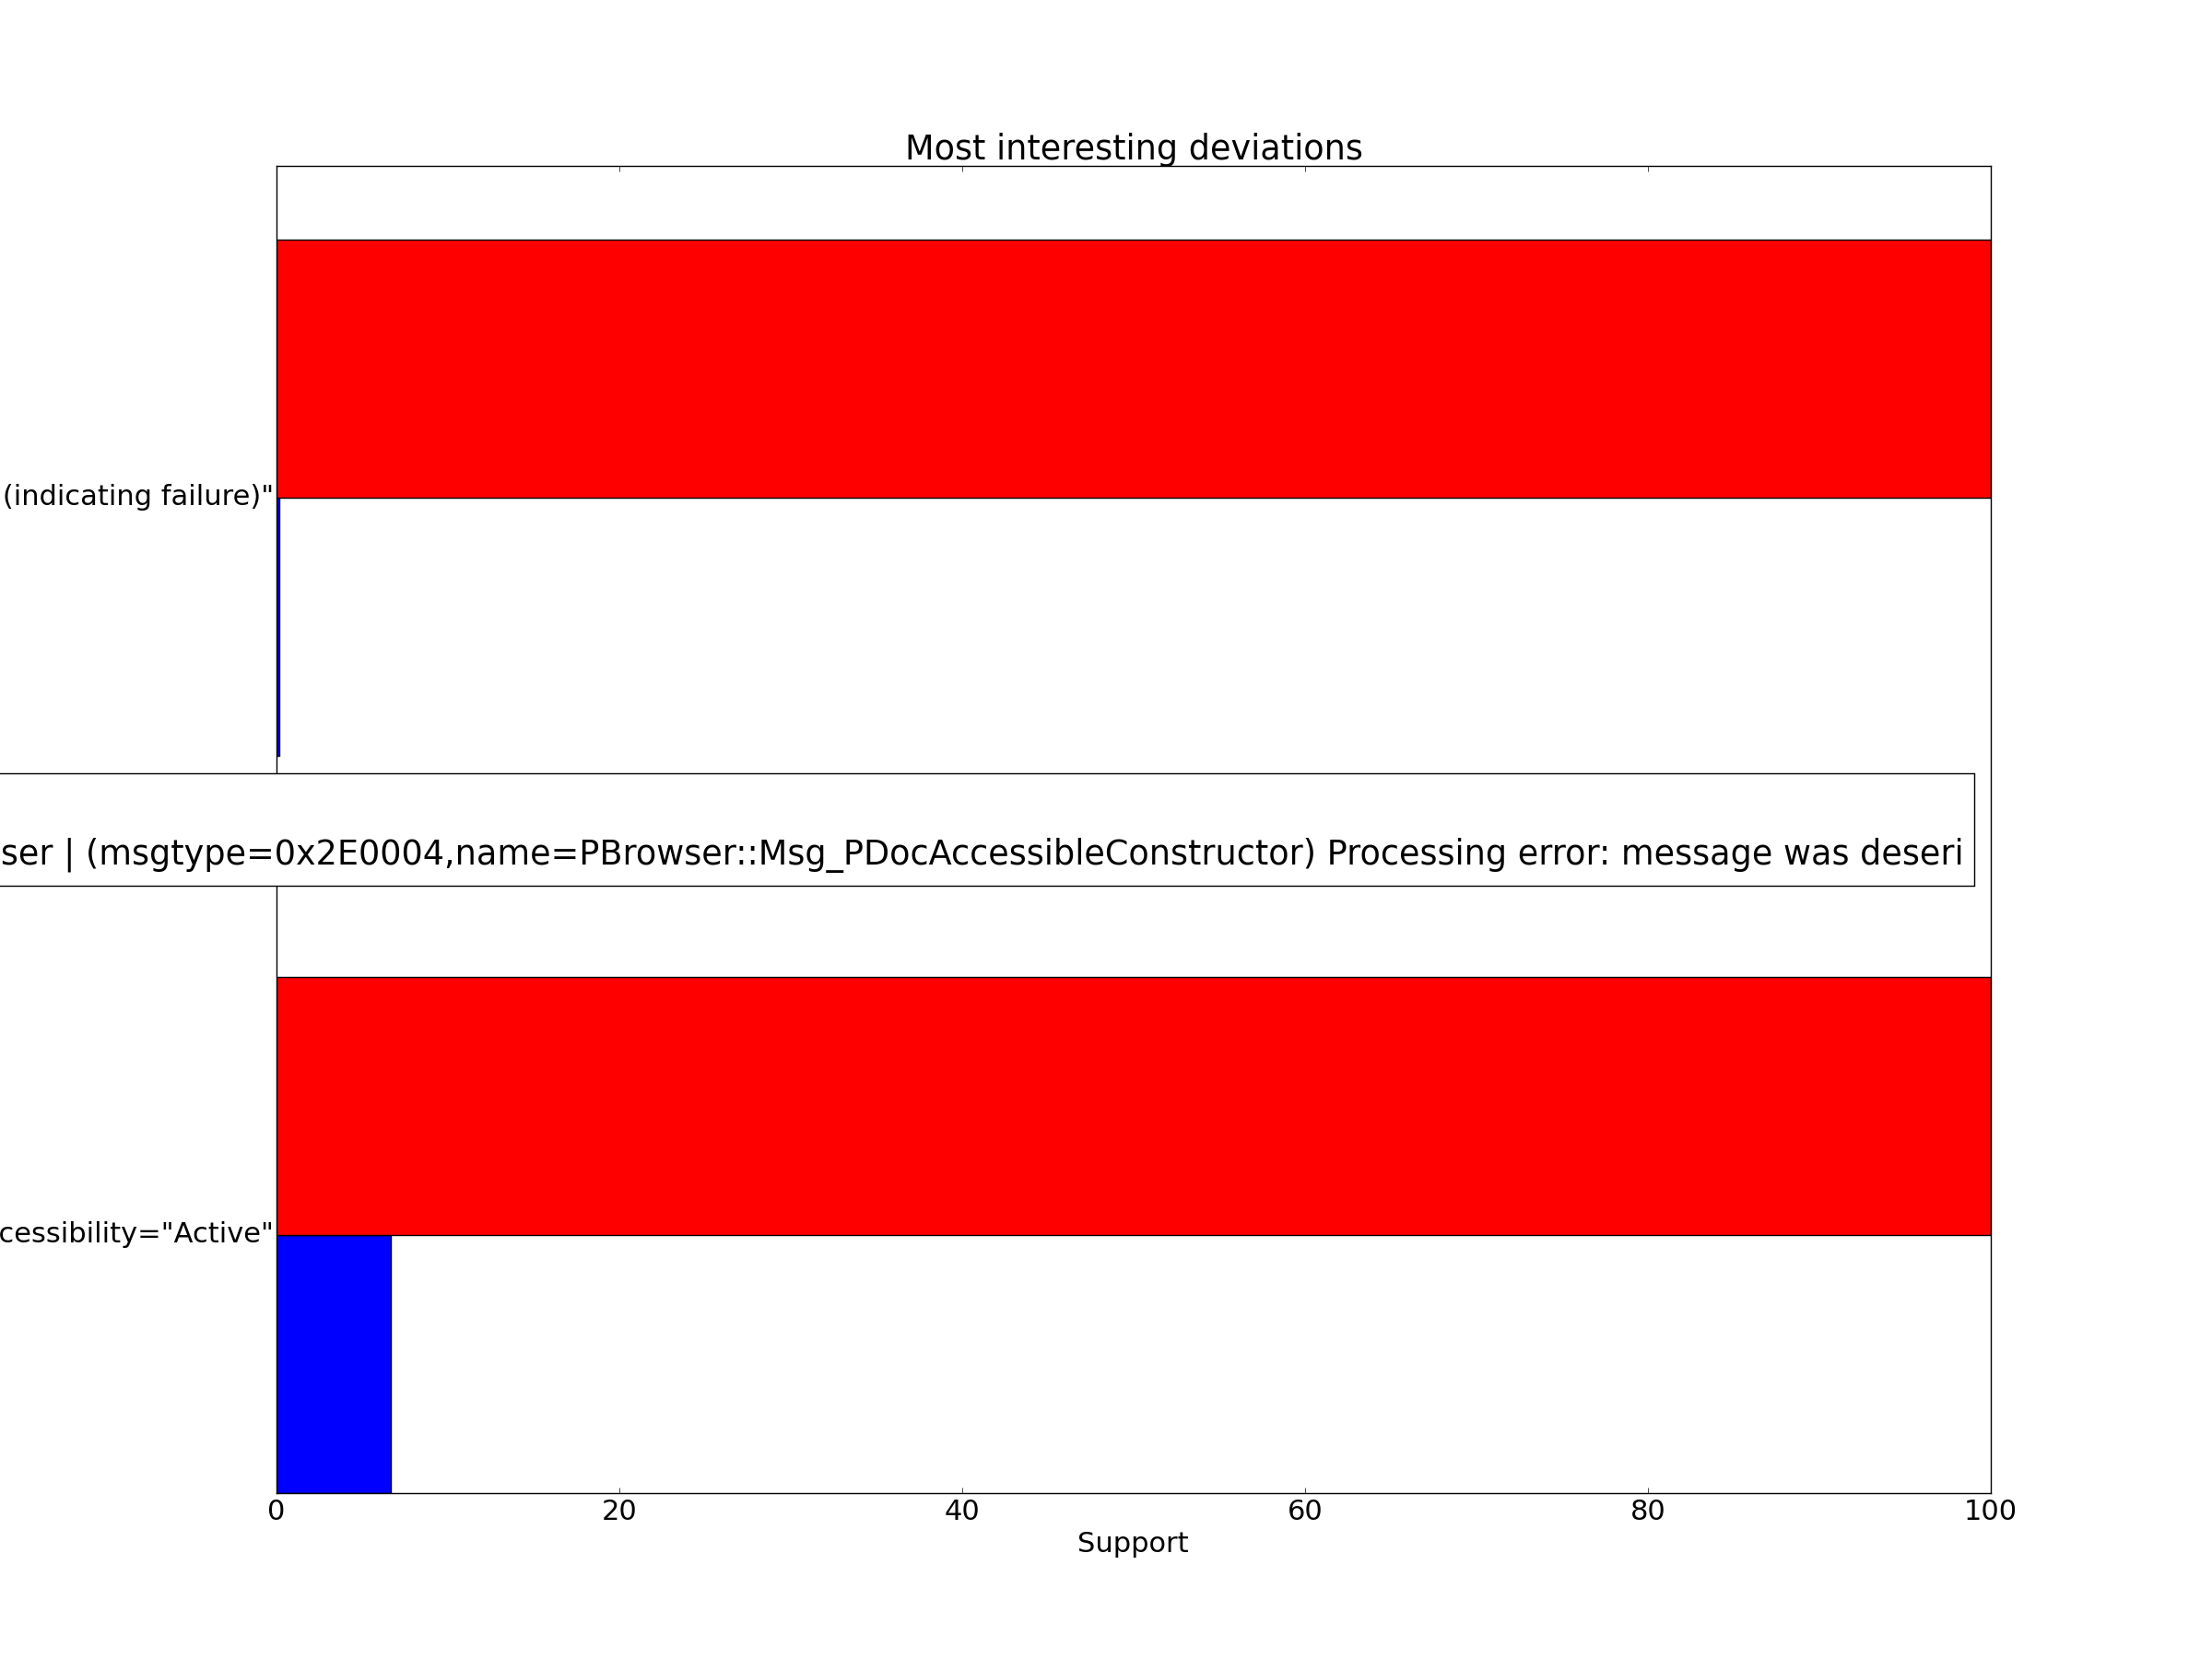 Most interesting deviations
(indicating failure)"
| (msgtype=0x2E0004,name=PBrowser::Msg_PDocAccessibleConstructor) Processing error: message was deseri
cessibility="Active"
0 20 40 60 80 100
Support